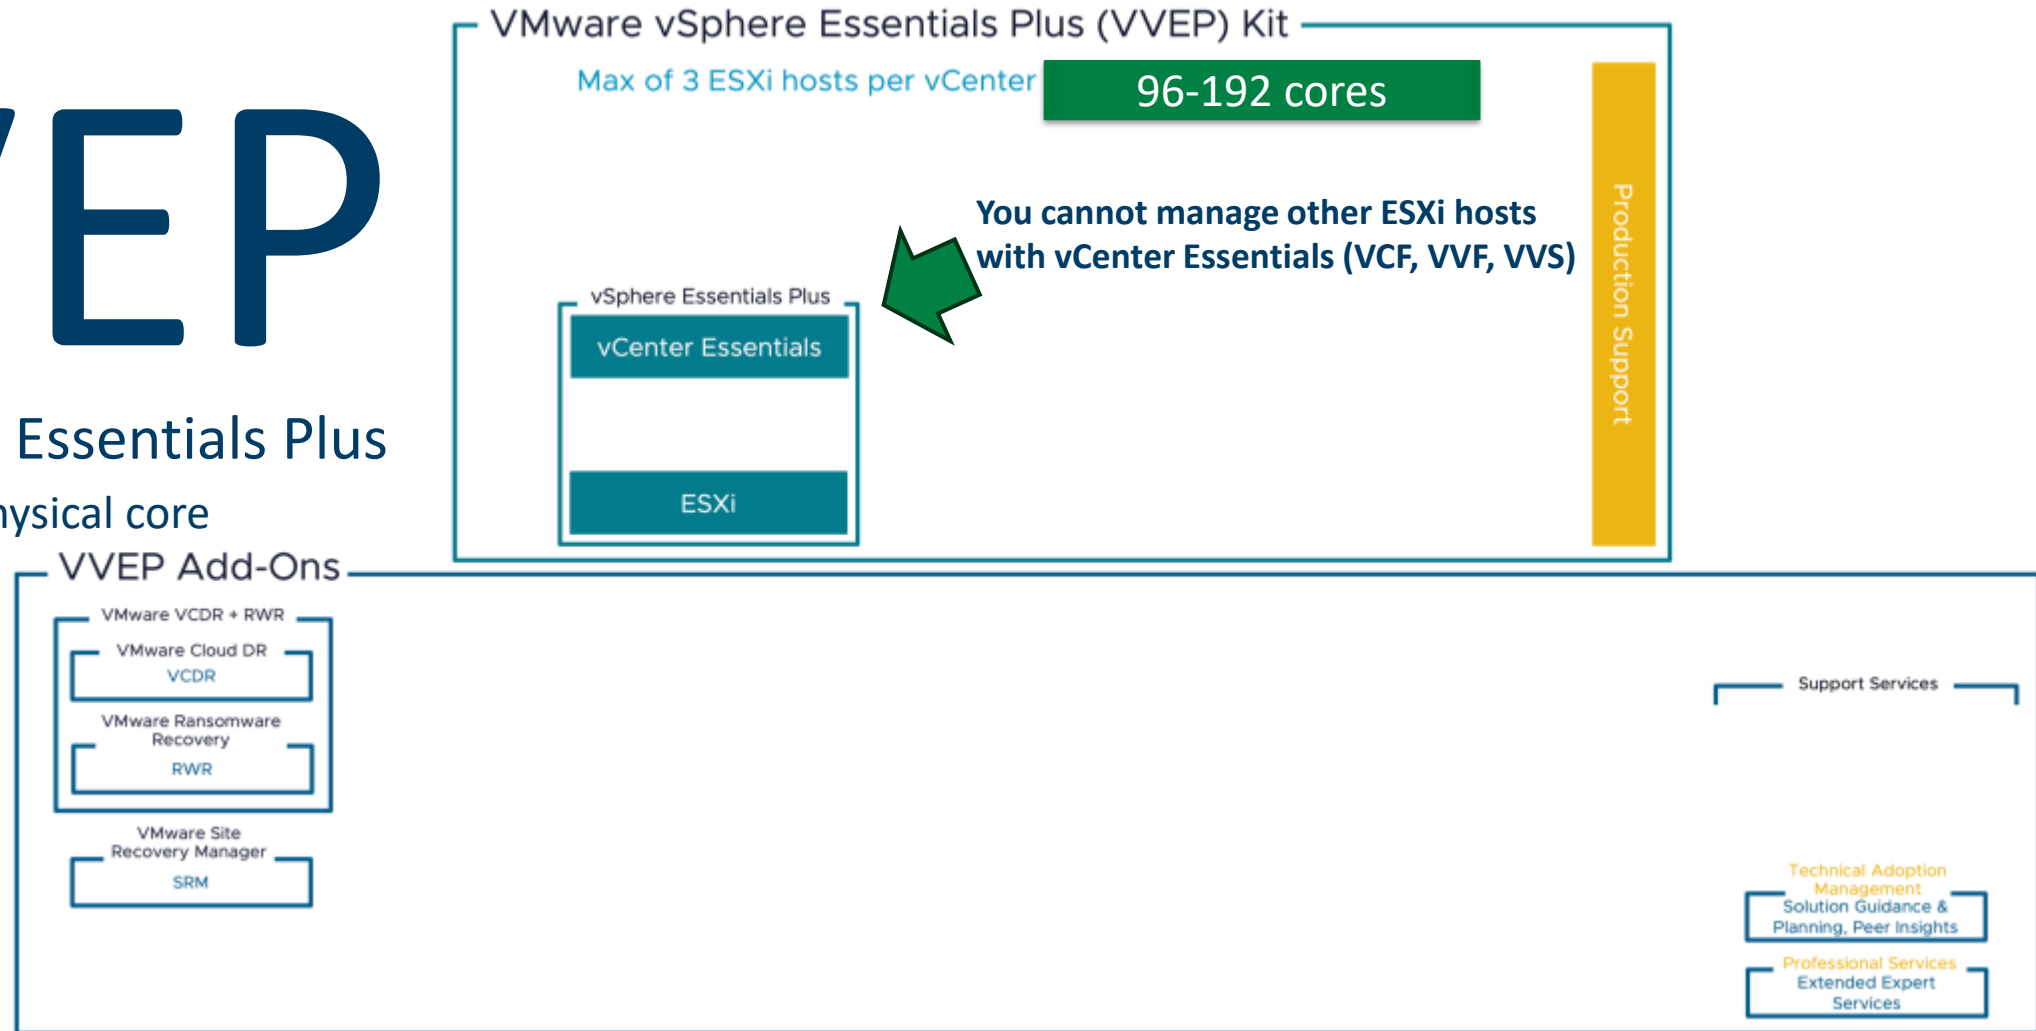 VMware vSphere Essentials Plus (VVEP) Kit
Max of 3 ESXi hosts per vCenter
96-192 cores
You cannot manage other ESXi hosts
with vCenter Essentials (VCF, VVF, VVS)
Production Support
vSphere Essentials Plus
vCenter Essentials
ESXi
EP
Essentials Plus
core
VVEP Add-Ons
VMware VCDR + RWR
VMware Cloud DR
VCDR
VMware Ransomware
Recovery
RWR
VMware Site
Recovery Manager
SRM
Support Services
Technical Adoption
Management
Solution Guidance &
Planning, Peer Insights
Professional Services
Extended Expert
Services